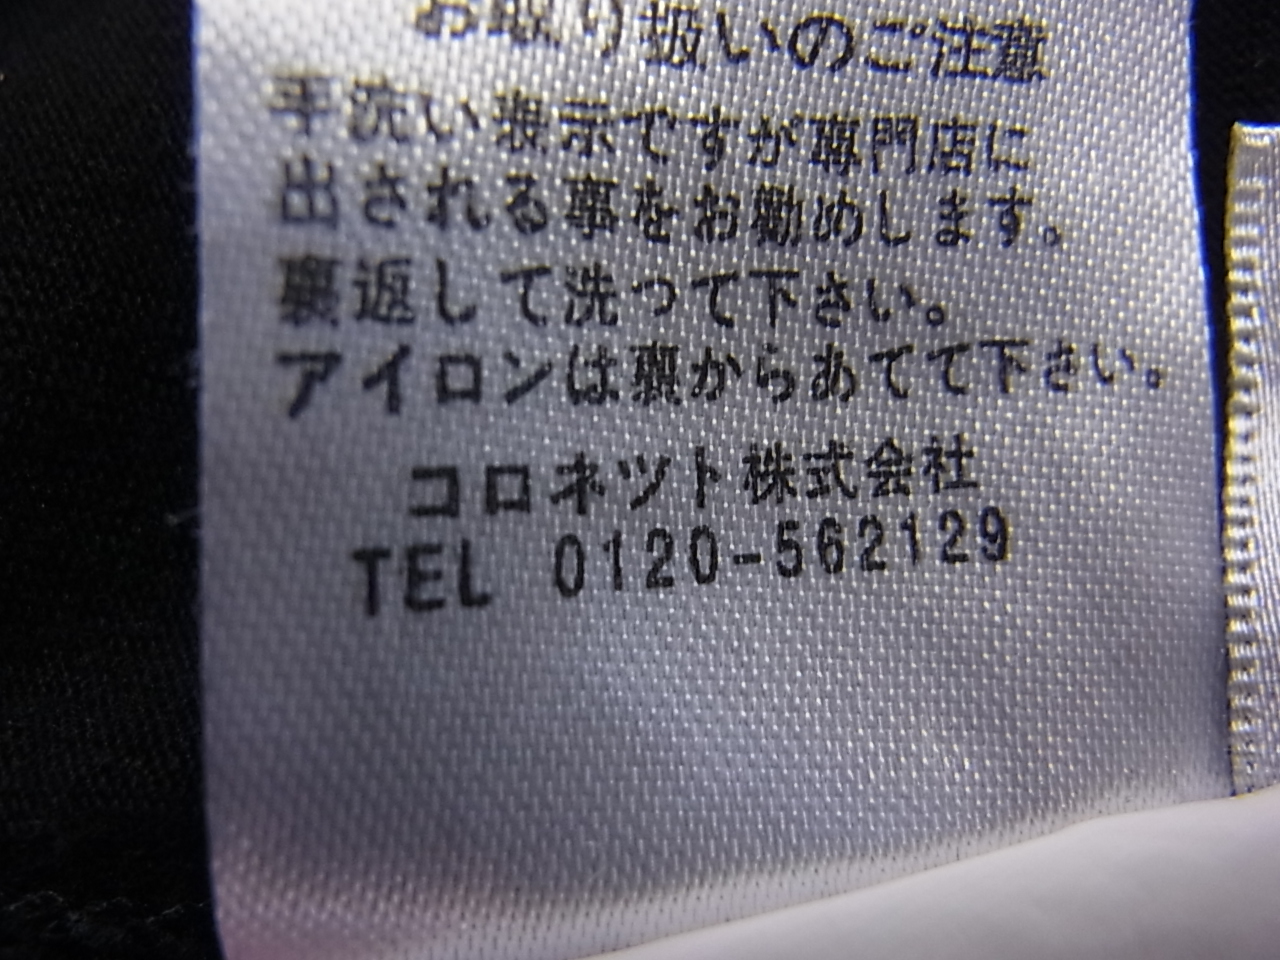 お取り扱いのご注意
手洗い表示ですが専門店に
出される事をお勧めします。
裏返して洗って下さい。
アイロンは裏からあてて下さい。
コロネット株式会社
TEL 0120-562129